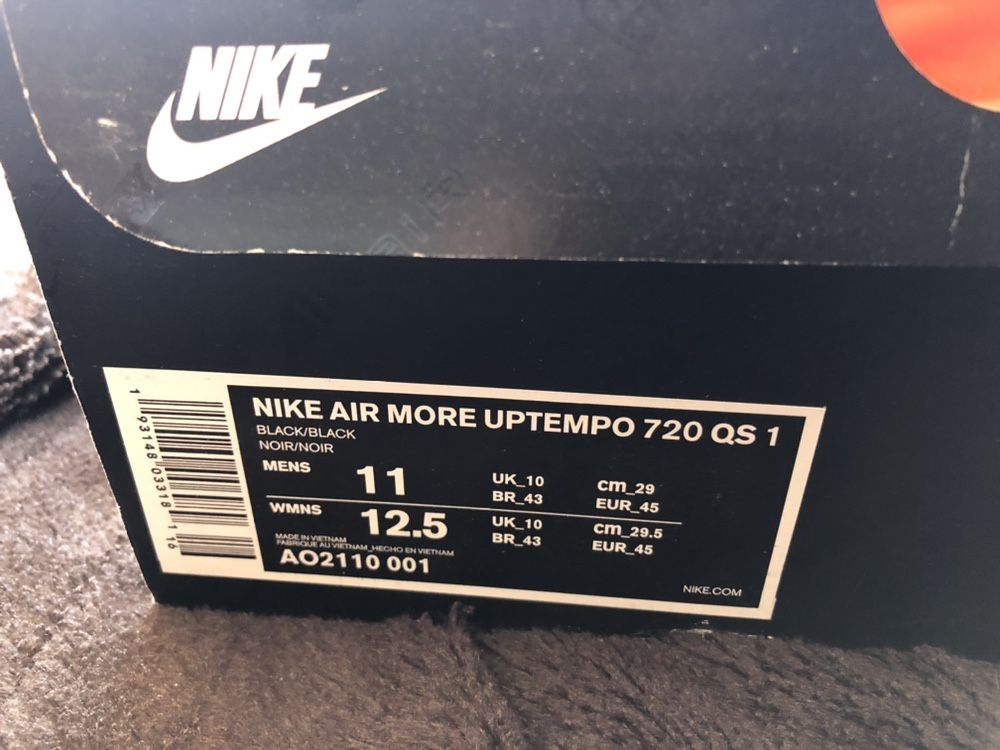 NIKE
NIKE AIR MORE UPTEMPO 720 QS 1
BLACK/BLACK
NOIR/NOIR
MENS 11 UK_10 cm_29
BR_43 EUR_45
WMNS 12.5 UK_10 cm_29.5
BR_43 EUR_45
MADE IN VIETNAM
FABRIQUE AU VIETNAM_HECHO EN VIETNAM
AO2110 001
NIKE.COM
1 93148 03318 1 16